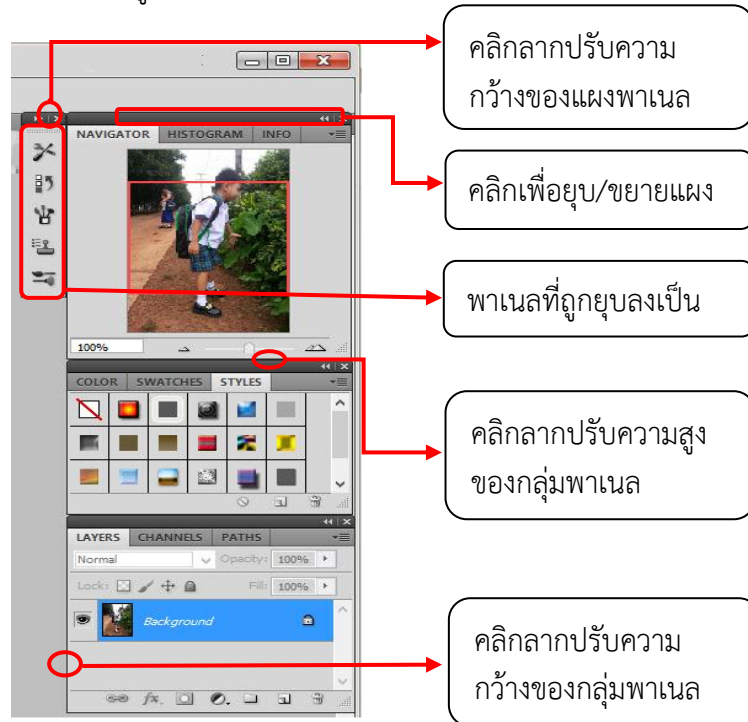 คลิกลากปรับความ
กว้างของแผงพาเนล
คลิกเพื่อยุบ/ขยายแผง
พาเนลที่ถูกยุบลงเป็น
คลิกลากปรับความสูง
ของกลุ่มพาเนล
คลิกลากปรับความ
กว้างของกลุ่มพาเนล
NAVIGATOR HISTOGRAM INFO
100%
COLOR SWATCHES STYLES
LAYERS CHANNELS PATHS
Normal Opacity: 100%
Lock: Fill: 100%
Background
fx.